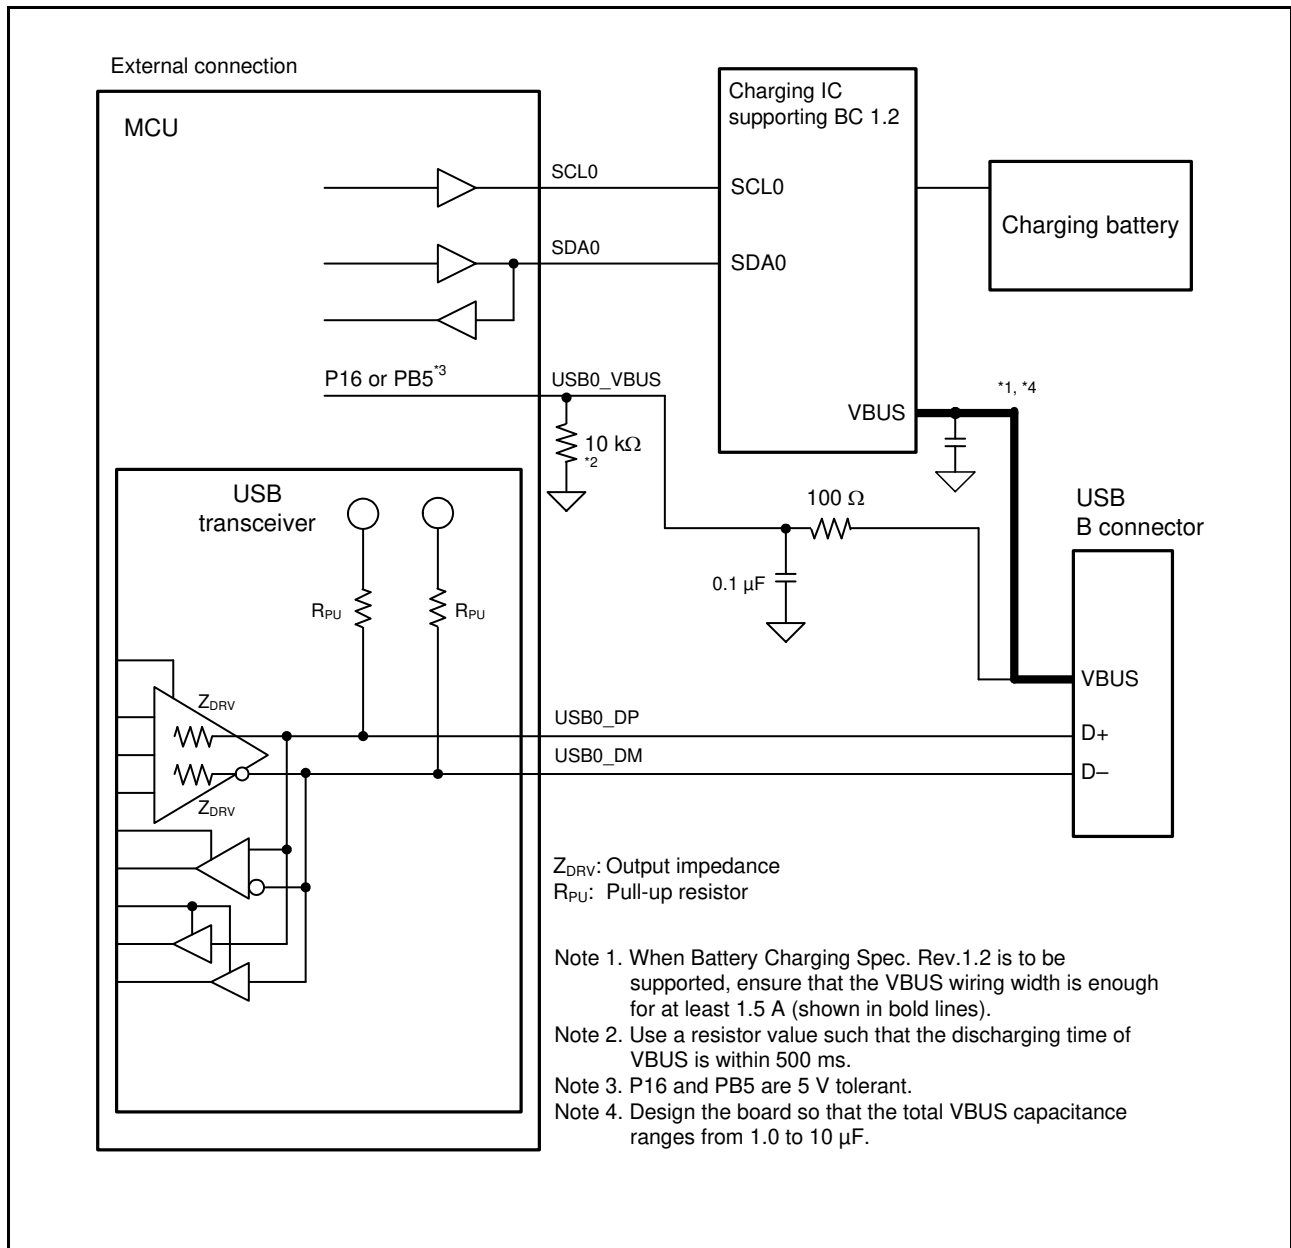 External connection
MCU
Charging IC
supporting BC 1.2
SCL0
SCL0
Charging battery
SDA0
SDA0
P16 or PB5*3
USB0_VBUS
*1, *4
VBUS
10 kΩ
*2
USB
transceiver
100 Ω
USB
B connector
0.1 µF
RPU
RPU
VBUS
ZDRV
USB0_DP
D+
USB0_DM
D–
ZDRV
ZDRV: Output impedance
RPU: Pull-up resistor
Note 1. When Battery Charging Spec. Rev.1.2 is to be
supported, ensure that the VBUS wiring width is enough
for at least 1.5 A (shown in bold lines).
Note 2. Use a resistor value such that the discharging time of
VBUS is within 500 ms.
Note 3. P16 and PB5 are 5 V tolerant.
Note 4. Design the board so that the total VBUS capacitance
ranges from 1.0 to 10 µF.